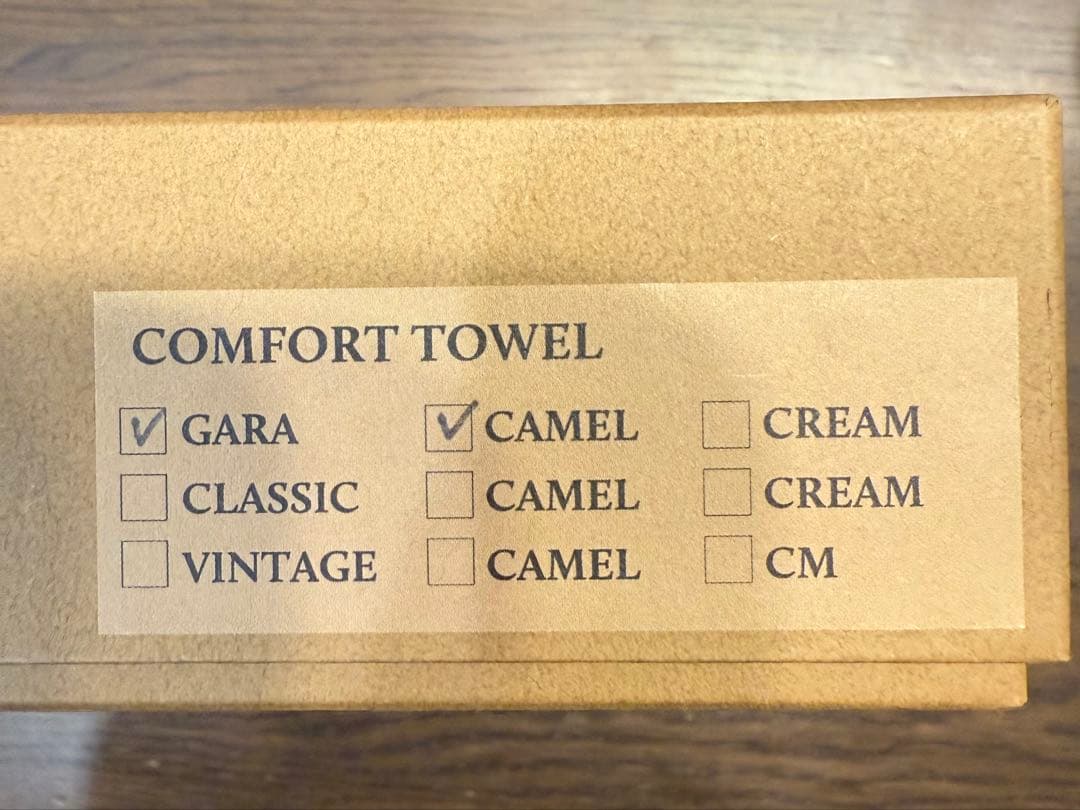 COMFORT TOWEL
☑ GARA ☑ CAMEL ☐ CREAM
☐ CLASSIC ☐ CAMEL ☐ CREAM
☐ VINTAGE ☐ CAMEL ☐ CM